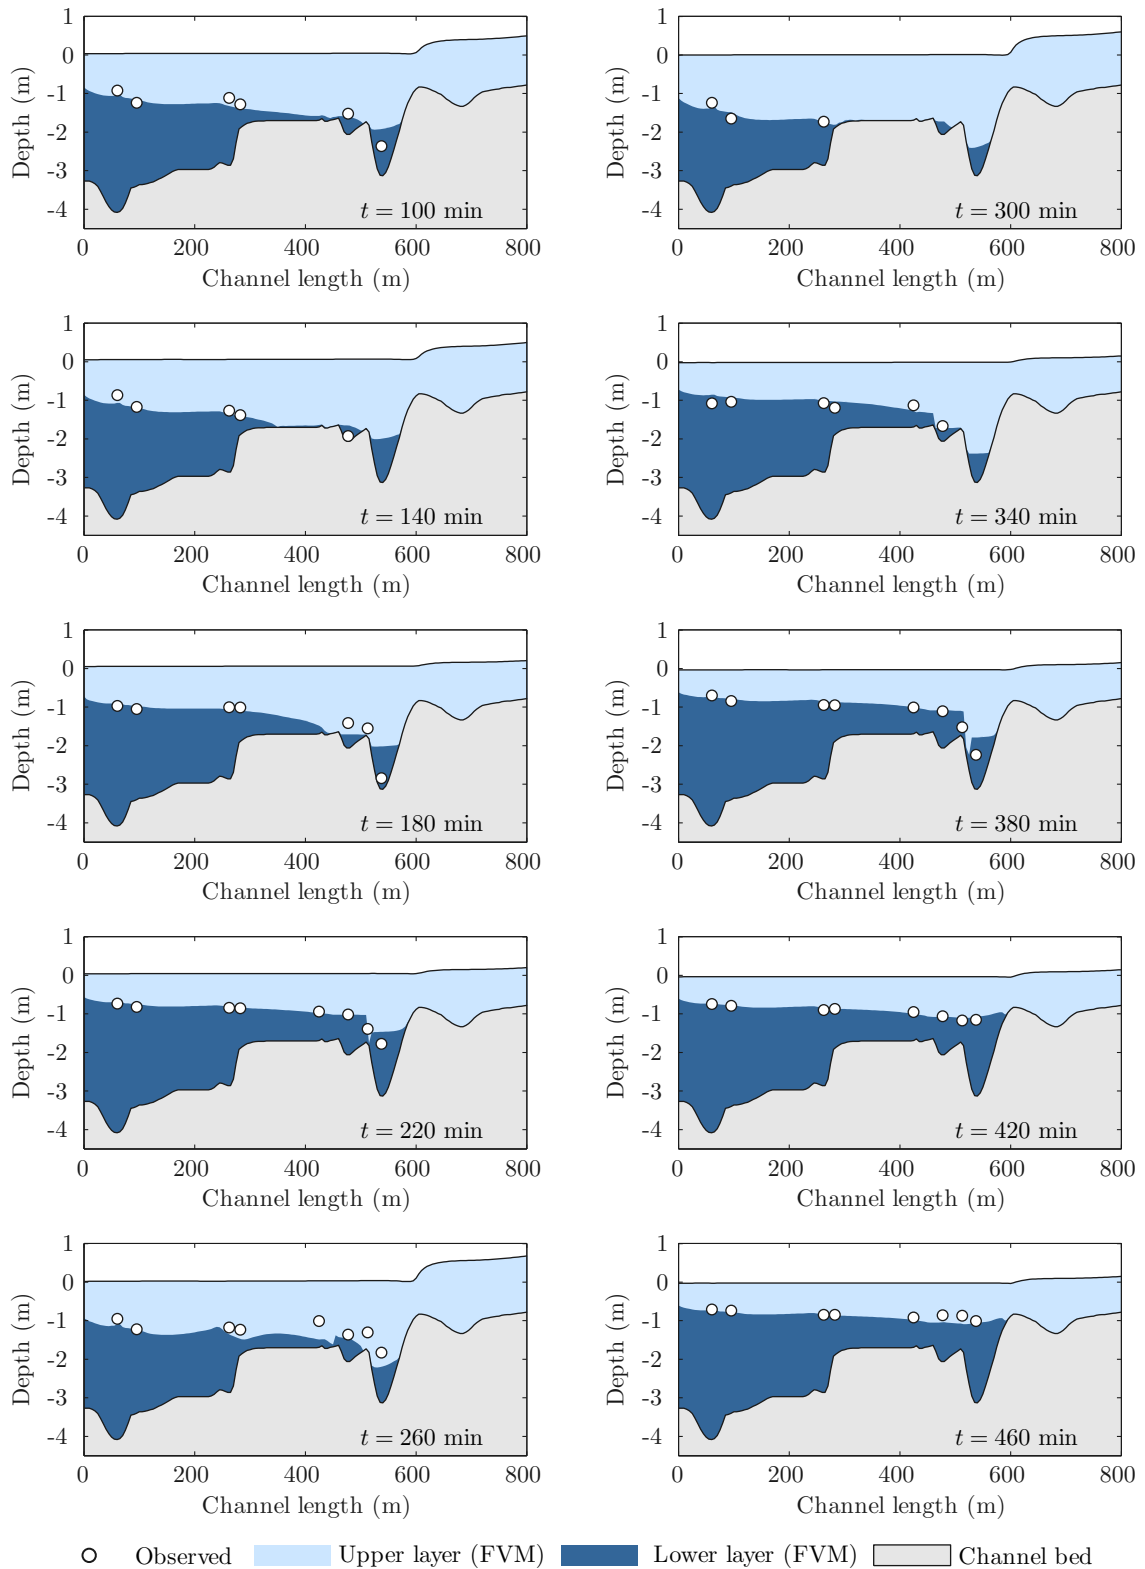 1
0
-1
-2
-3
-4
Depth (m)
t = 100 min
0 200 400 600 800
Channel length (m)
1
0
-1
-2
-3
-4
Depth (m)
t = 300 min
0 200 400 600 800
Channel length (m)
1
0
-1
-2
-3
-4
Depth (m)
t = 140 min
0 200 400 600 800
Channel length (m)
1
0
-1
-2
-3
-4
Depth (m)
t = 340 min
0 200 400 600 800
Channel length (m)
1
0
-1
-2
-3
-4
Depth (m)
t = 180 min
0 200 400 600 800
Channel length (m)
1
0
-1
-2
-3
-4
Depth (m)
t = 380 min
0 200 400 600 800
Channel length (m)
1
0
-1
-2
-3
-4
Depth (m)
t = 220 min
0 200 400 600 800
Channel length (m)
1
0
-1
-2
-3
-4
Depth (m)
t = 420 min
0 200 400 600 800
Channel length (m)
1
0
-1
-2
-3
-4
Depth (m)
t = 260 min
0 200 400 600 800
Channel length (m)
1
0
-1
-2
-3
-4
Depth (m)
t = 460 min
0 200 400 600 800
Channel length (m)
Observed Upper layer (FVM) Lower layer (FVM) Channel bed